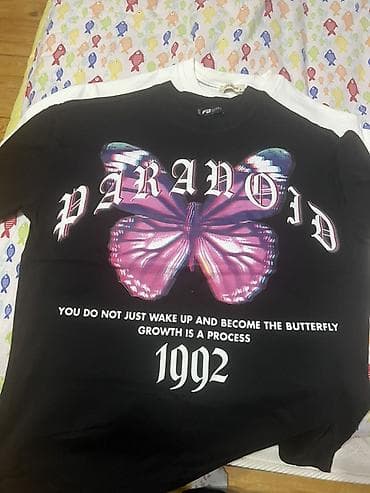 PARANOID
YOU DO NOT JUST WAKE UP AND BECOME THE BUTTERFLY
GROWTH IS A PROCESS
1992